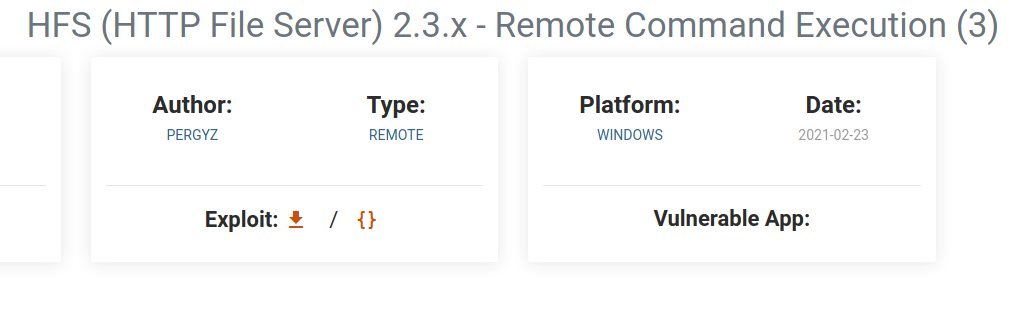 HFS (HTTP File Server) 2.3.x - Remote Command Execution (3)
Author: Type:
PERGYZ REMOTE
Exploit: / {}
Platform: Date:
WINDOWS 2021-02-23
Vulnerable App: